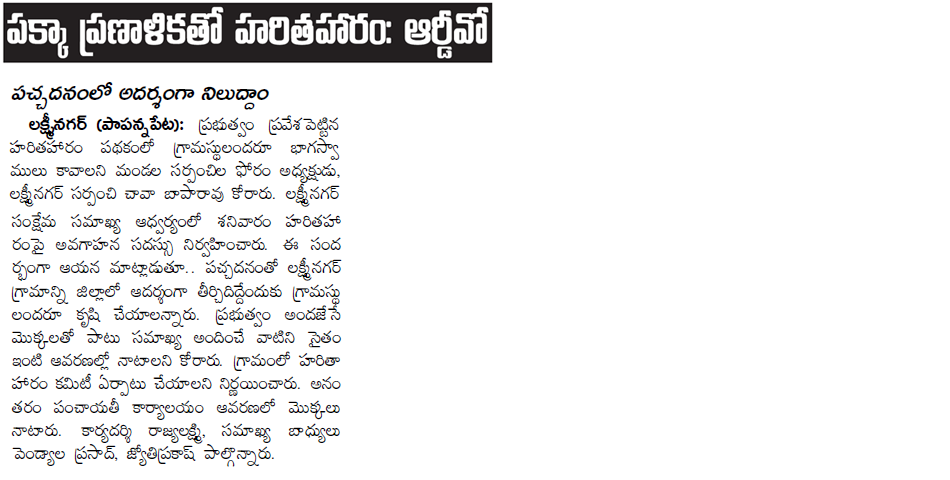 పక్కా ప్రణాళికతో హరితహారం: ఆర్డీవో
పచ్చదనంలో అదర్శంగా నిలుద్దాం
లక్ష్మీనగర్ (పాపన్నపేట): ప్రభుత్వం ప్రవేశపెట్టిన
హరితహారం పథకంలో గ్రామస్థులందరూ భాగస్వా
ములు కావాలని మండల సర్పంచిల ఫోరం అధ్యక్షుడు,
లక్ష్మీనగర్ సర్పంచి చావా బాపారావు కోరారు. లక్ష్మీనగర్
సంక్షేమ సమాఖ్య ఆధ్వర్యంలో శనివారం హరితహా
రంపై అవగాహన సదస్సు నిర్వహించారు. ఈ సంద
ర్భంగా ఆయన మాట్లాడుతూ.. పచ్చదనంతో లక్ష్మీనగర్
గ్రామాన్ని జిల్లాలో ఆదర్శంగా తీర్చిదిద్దేందుకు గ్రామస్థు
లందరూ కృషి చేయాలన్నారు. ప్రభుత్వం అందజేసే
మొక్కలతో పాటు సమాఖ్య అందించే వాటిని సైతం
ఇంటి ఆవరణల్లో నాటాలని కోరారు. గ్రామంలో హరితా
హారం కమిటీ ఏర్పాటు చేయాలని నిర్ణయించారు. అనం
తరం పంచాయతీ కార్యాలయం ఆవరణలో మొక్కలు
నాటారు. కార్యదర్శి రాజ్యలక్ష్మి, సమాఖ్య బాధ్యులు
పెండ్యాల ప్రసాద్, జ్యోతిప్రకాష్ పాల్గొన్నారు.